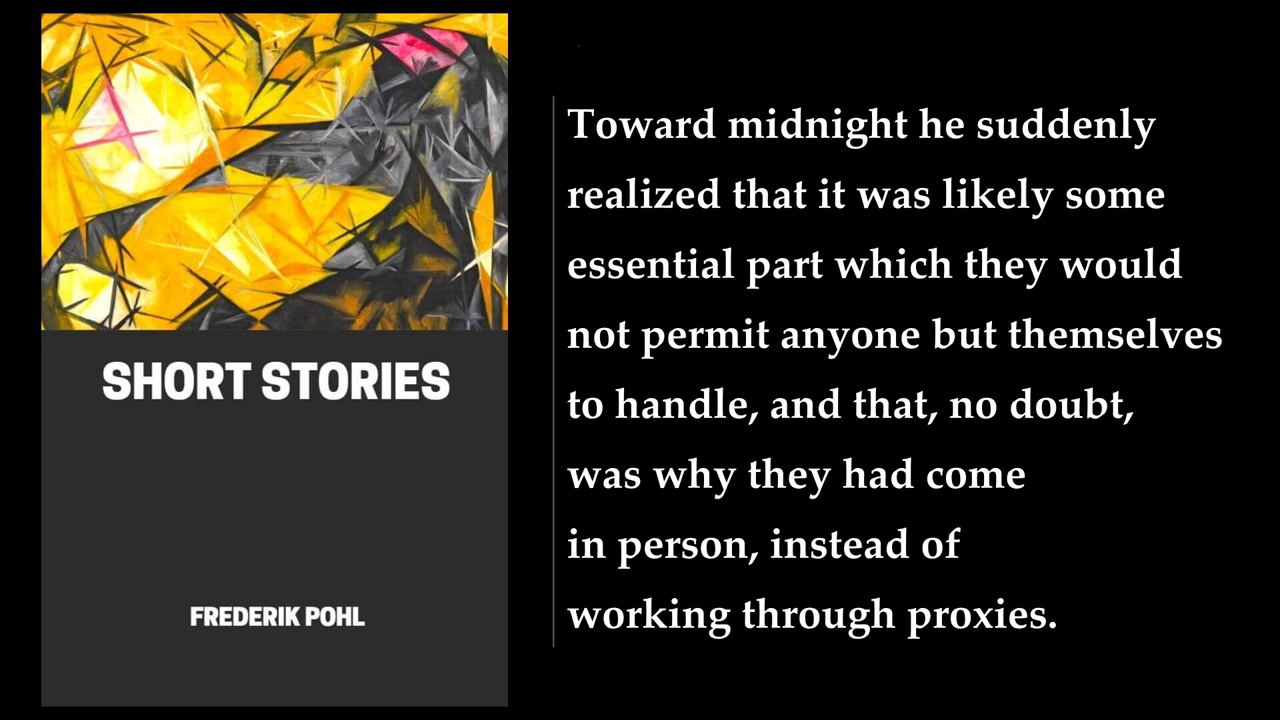 SHORT STORIES
FREDERIK POHL
Toward midnight he suddenly
realized that it was likely some
essential part which they would
not permit anyone but themselves
to handle, and that, no doubt,
was why they had come
in person, instead of
working through proxies.